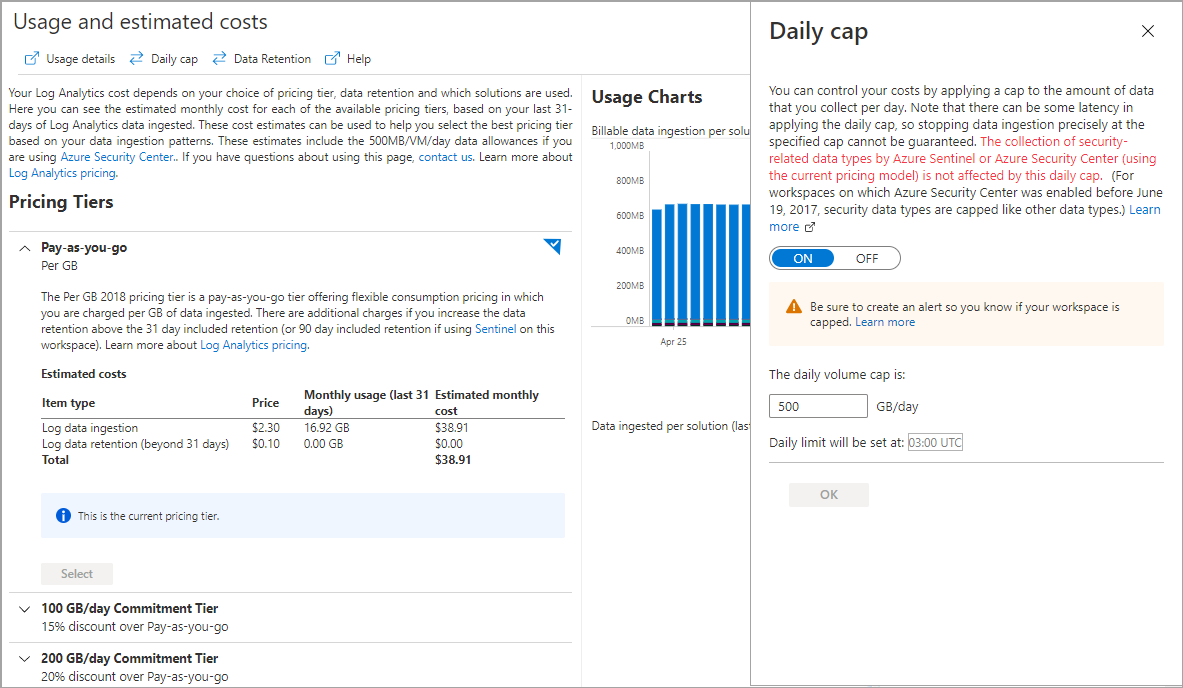 Usage and estimated costs
Usage details
Daily cap
Data Retention
Help
Your Log Analytics cost depends on your choice of pricing tier, data retention and which solutions are used.
Here you can see the estimated monthly cost for each of the available pricing tiers, based on your last 31-
days of Log Analytics data ingested. These cost estimates can be used to help you select the best pricing tier
based on your data ingestion patterns. These estimates include the 500MB/VM/day data allowances if you
are using Azure Security Center.. If you have questions about using this page, contact us. Learn more about
Log Analytics pricing.
Pricing Tiers
Pay-as-you-go
Per GB
The Per GB 2018 pricing tier is a pay-as-you-go tier offering flexible consumption pricing in which
you are charged per GB of data ingested. There are additional charges if you increase the data
retention above the 31 day included retention (or 90 day included retention if using Sentinel on this
workspace). Learn more about Log Analytics pricing.
Estimated costs
Item type Price Monthly usage (last 31 days) Estimated monthly cost
Log data ingestion $2.30 16.92 GB $38.91
Log data retention (beyond 31 days) $0.10 0.00 GB $0.00
Total $38.91
This is the current pricing tier.
Select
100 GB/day Commitment Tier
15% discount over Pay-as-you-go
200 GB/day Commitment Tier
20% discount over Pay-as-you-go
Usage Charts
Billable data ingestion per solu
1,000MB
800MB
600MB
400MB
200MB
0MB
Apr 25
Data ingested per solution (las
Daily cap
You can control your costs by applying a cap to the amount of data
that you collect per day. Note that there can be some latency in
applying the daily cap, so stopping data ingestion precisely at the
specified cap cannot be guaranteed. The collection of security-
related data types by Azure Sentinel or Azure Security Center (using
the current pricing model) is not affected by this daily cap. (For
workspaces on which Azure Security Center was enabled before June
19, 2017, security data types are capped like other data types.) Learn
more
ON OFF
Be sure to create an alert so you know if your workspace is
capped. Learn more
The daily volume cap is:
500 GB/day
Daily limit will be set at: 03:00 UTC
OK